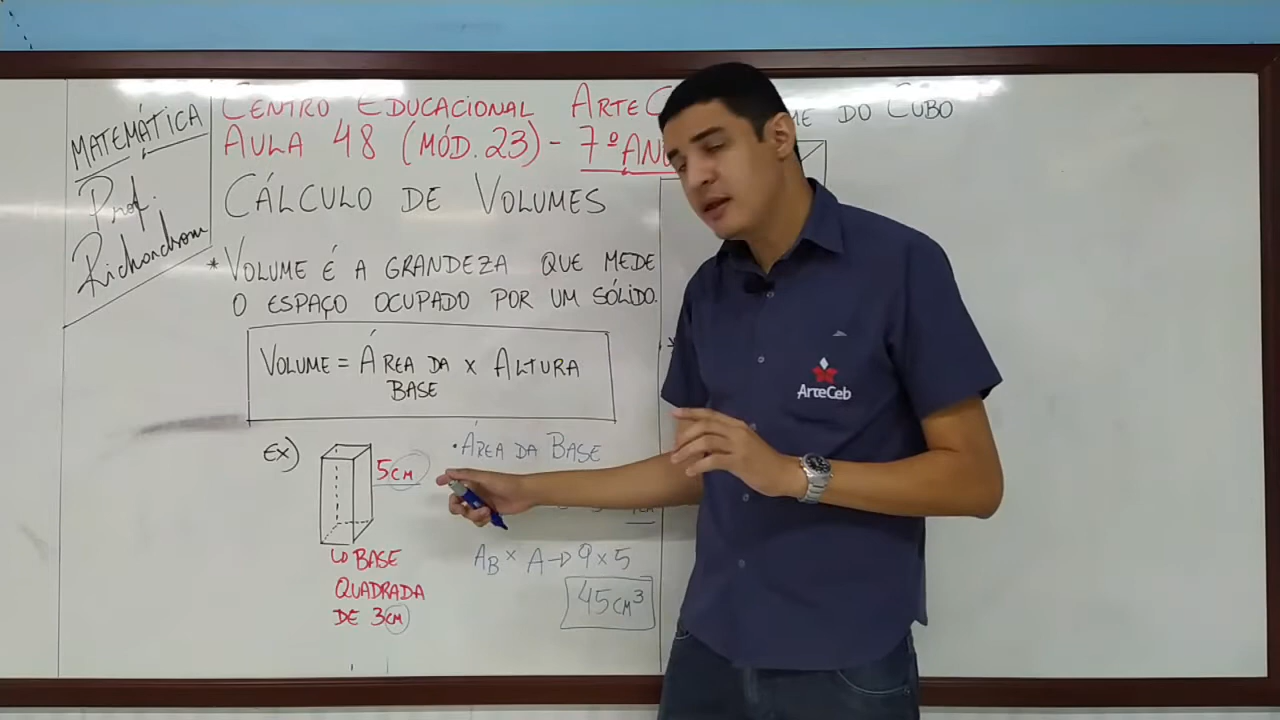 MATEMÁTICA
Prof.
Richardson
CENTRO EDUCACIONAL ARTEC
AULA 48 (MÓD. 23) - 7º AN
CÁLCULO DE VOLUMES
* VOLUME É A GRANDEZA QUE MEDE
O ESPAÇO OCUPADO POR UM SÓLIDO.
VOLUME = ÁREA DA X ALTURA
BASE
EX)
5CM
↳ BASE
QUADRADA
DE 3CM
• ÁREA DA BASE
AB × A → 9 × 5
45CM³
ME DO CUBO
ArteCeb